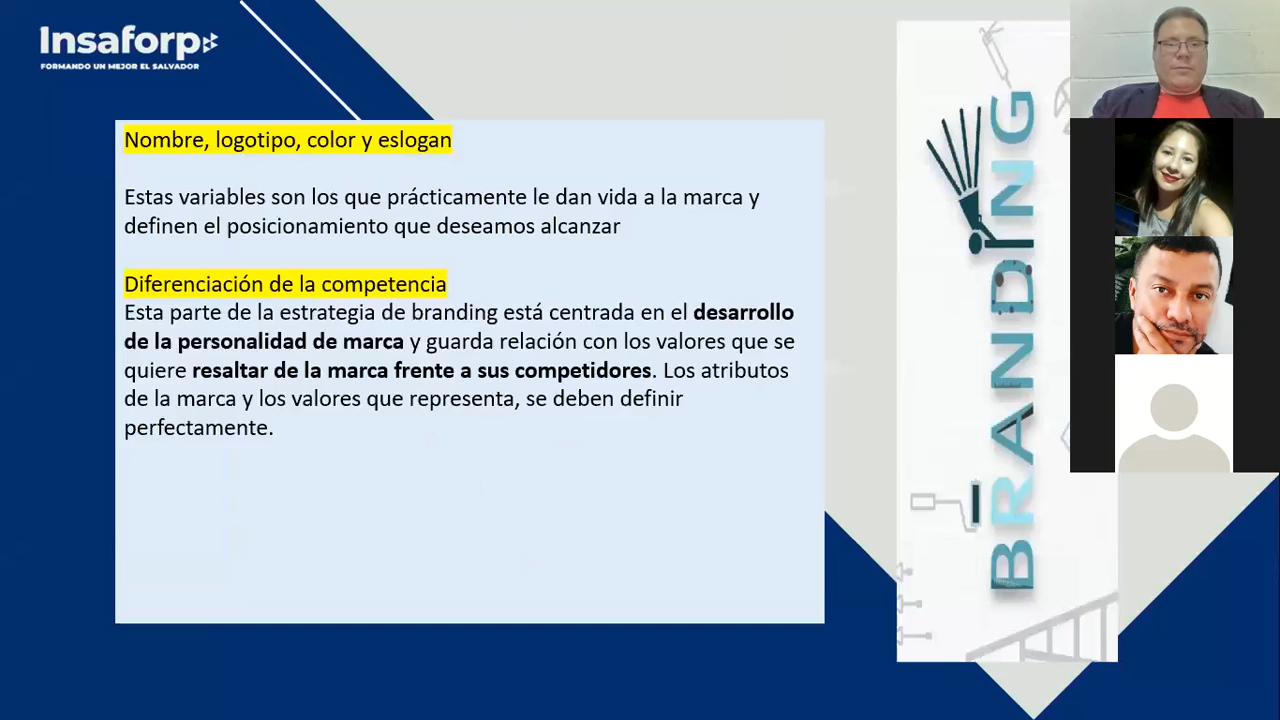 Insaforp
FORMANDO UN MEJOR EL SALVADOR
Nombre, logotipo, color y eslogan
Estas variables son los que prácticamente le dan vida a la marca y
definen el posicionamiento que deseamos alcanzar
Diferenciación de la competencia
Esta parte de la estrategia de branding está centrada en el desarrollo
de la personalidad de marca y guarda relación con los valores que se
quiere resaltar de la marca frente a sus competidores. Los atributos
de la marca y los valores que representa, se deben definir
perfectamente.
BRANDING